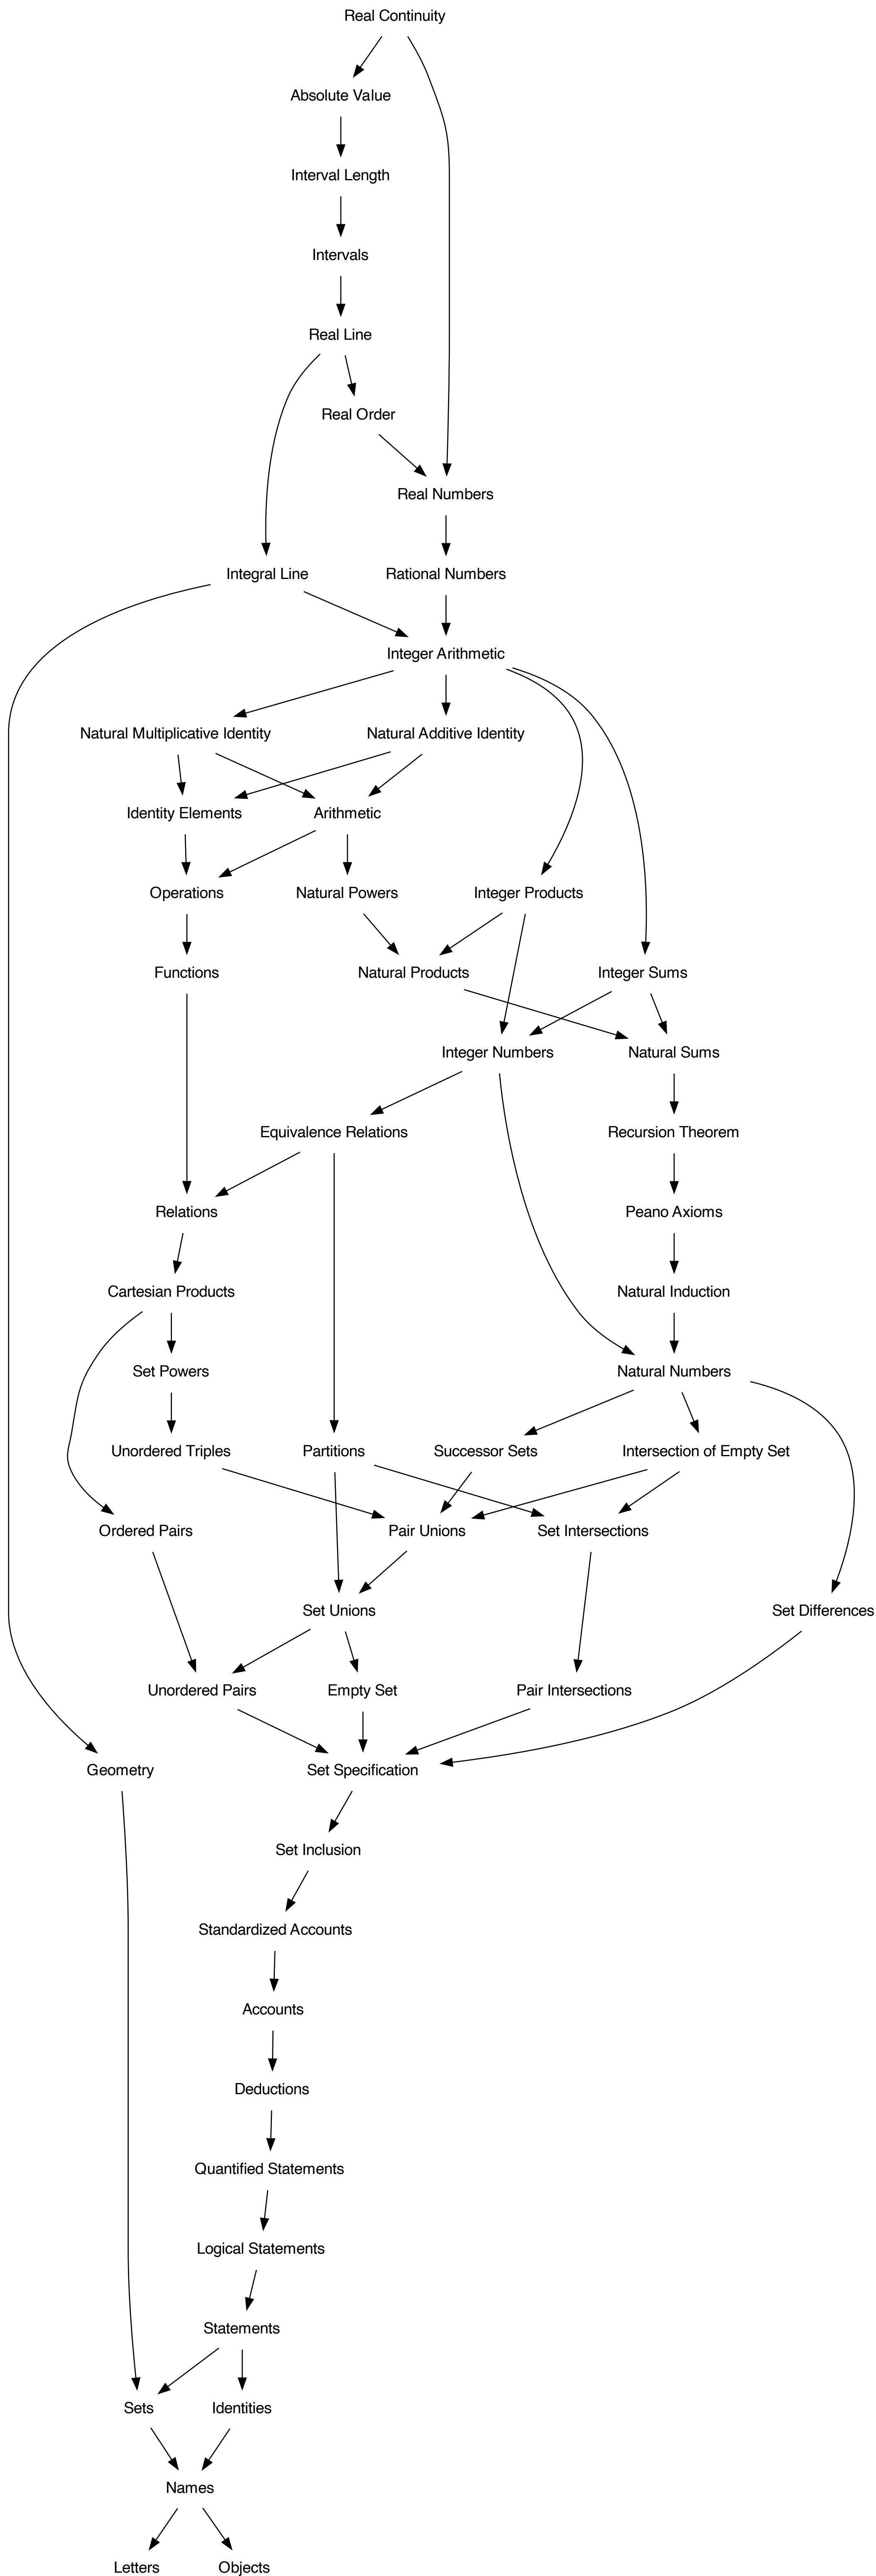 Real Continuity
Absolute Value
Interval Length
Intervals
Real Line
Real Order
Real Numbers
Integral Line
Rational Numbers
Integer Arithmetic
Natural Multiplicative Identity
Natural Additive Identity
Identity Elements
Arithmetic
Operations
Natural Powers
Integer Products
Functions
Natural Products
Integer Sums
Integer Numbers
Natural Sums
Equivalence Relations
Recursion Theorem
Relations
Peano Axioms
Cartesian Products
Natural Induction
Set Powers
Natural Numbers
Unordered Triples
Partitions
Successor Sets
Intersection of Empty Set
Ordered Pairs
Pair Unions
Set Intersections
Set Unions
Set Differences
Unordered Pairs
Empty Set
Pair Intersections
Geometry
Set Specification
Set Inclusion
Standardized Accounts
Accounts
Deductions
Quantified Statements
Logical Statements
Statements
Sets
Identities
Names
Letters
Objects